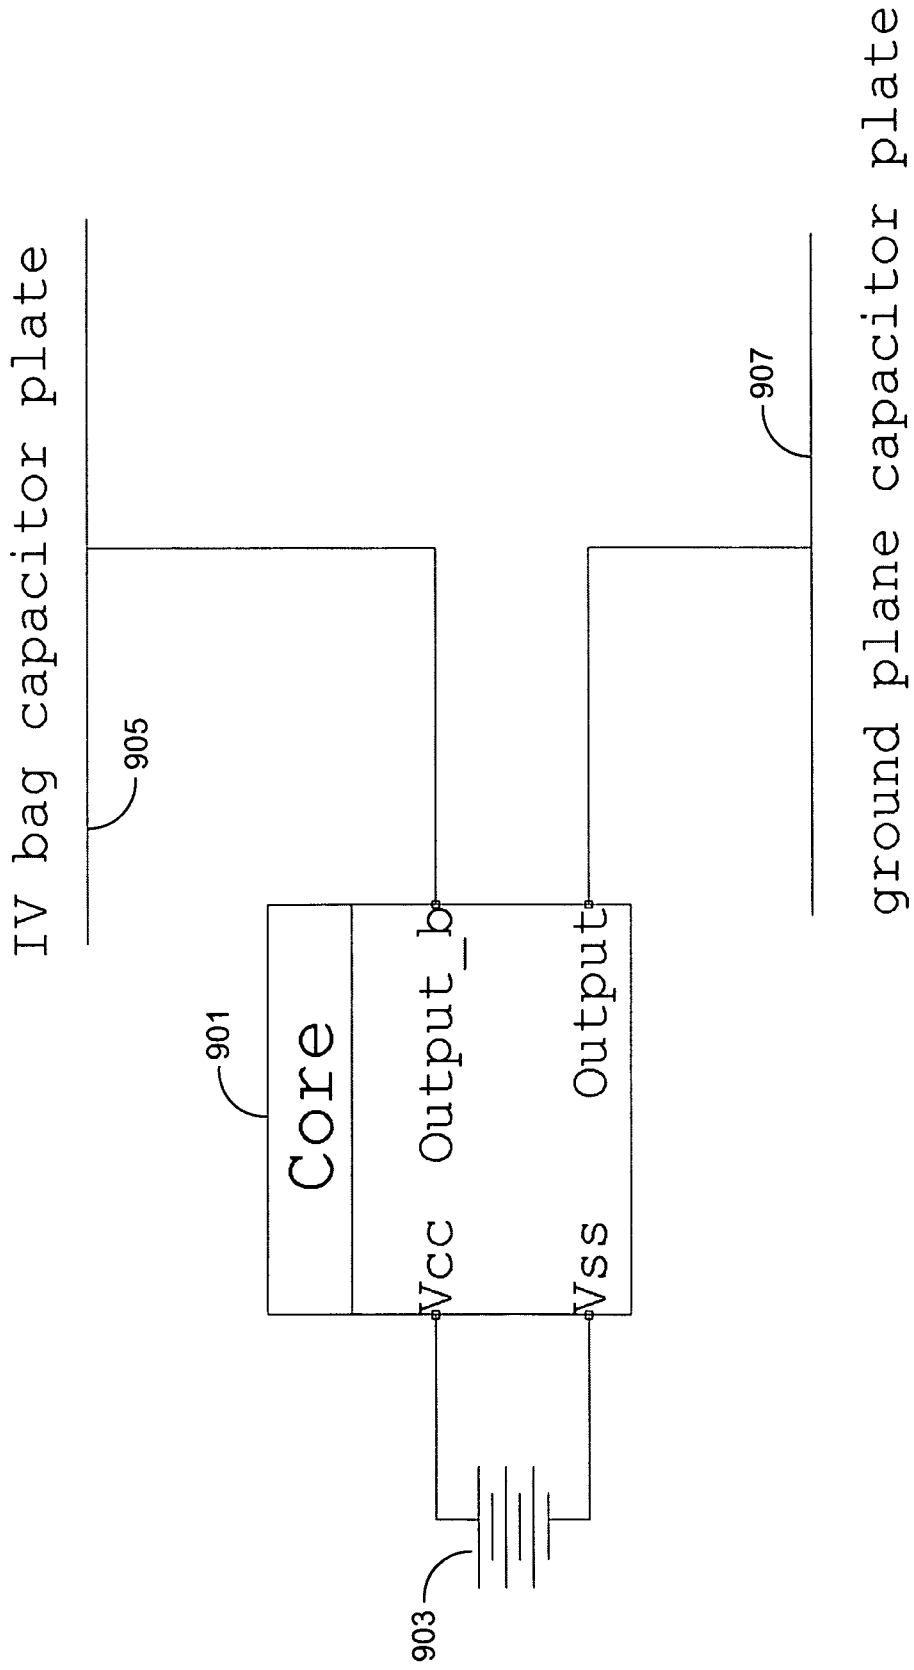 IV bag capacitor plate
905
901
Core
Vcc Output_b
Vss Output
903
907
ground plane capacitor plate